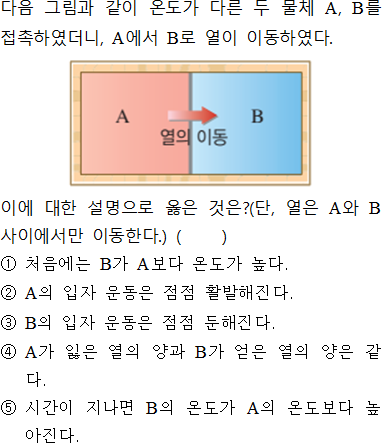 다음 그림과 같이 온도가 다른 두 물체 A, B를
접촉하였더니, A에서 B로 열이 이동하였다.
A
B
열의 이동
이에 대한 설명으로 옳은 것은?(단, 열은 A와 B
사이에서만 이동한다.) (      )
① 처음에는 B가 A보다 온도가 높다.
② A의 입자 운동은 점점 활발해진다.
③ B의 입자 운동은 점점 둔해진다.
④ A가 잃은 열의 양과 B가 얻은 열의 양은 같
다.
⑤ 시간이 지나면 B의 온도가 A의 온도보다 높
아진다.